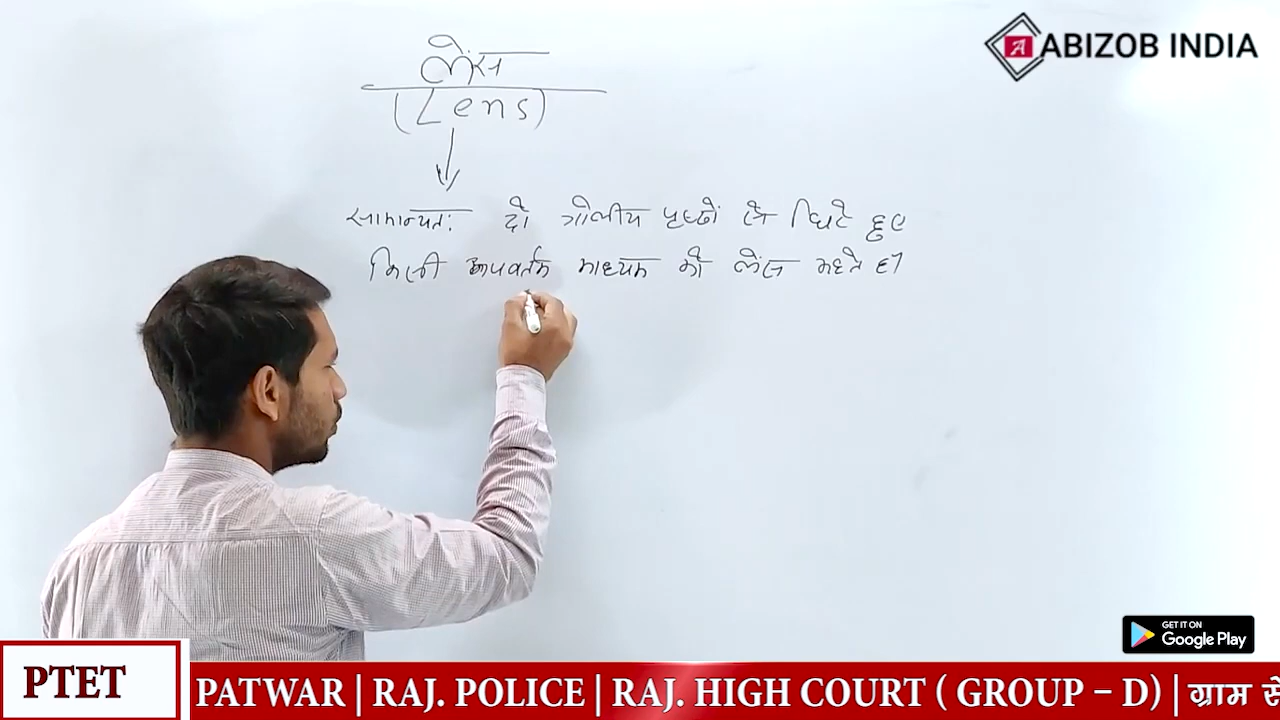 लेंस
(Lens)
सामान्यतः दो गोलीय पृष्ठों से घिरे हुए
किसी अपवर्तक माध्यम को लेंस कहते है।
A ABIZOB INDIA
GET IT ON
Google Play
PTET
PATWAR | RAJ. POLICE | RAJ. HIGH COURT ( GROUP – D) | ग्राम से